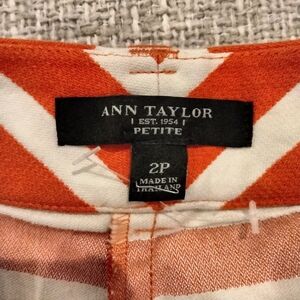 ANN TAYLOR
| EST. 1954 |
PETITE
2P
MADE IN
THAILAND